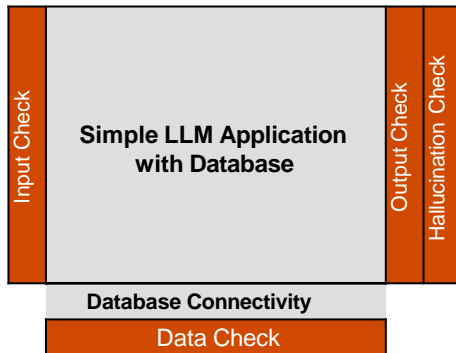 Input Check
Simple LLM Application
with Database
Output Check
Hallucination Check
Database Connectivity
Data Check